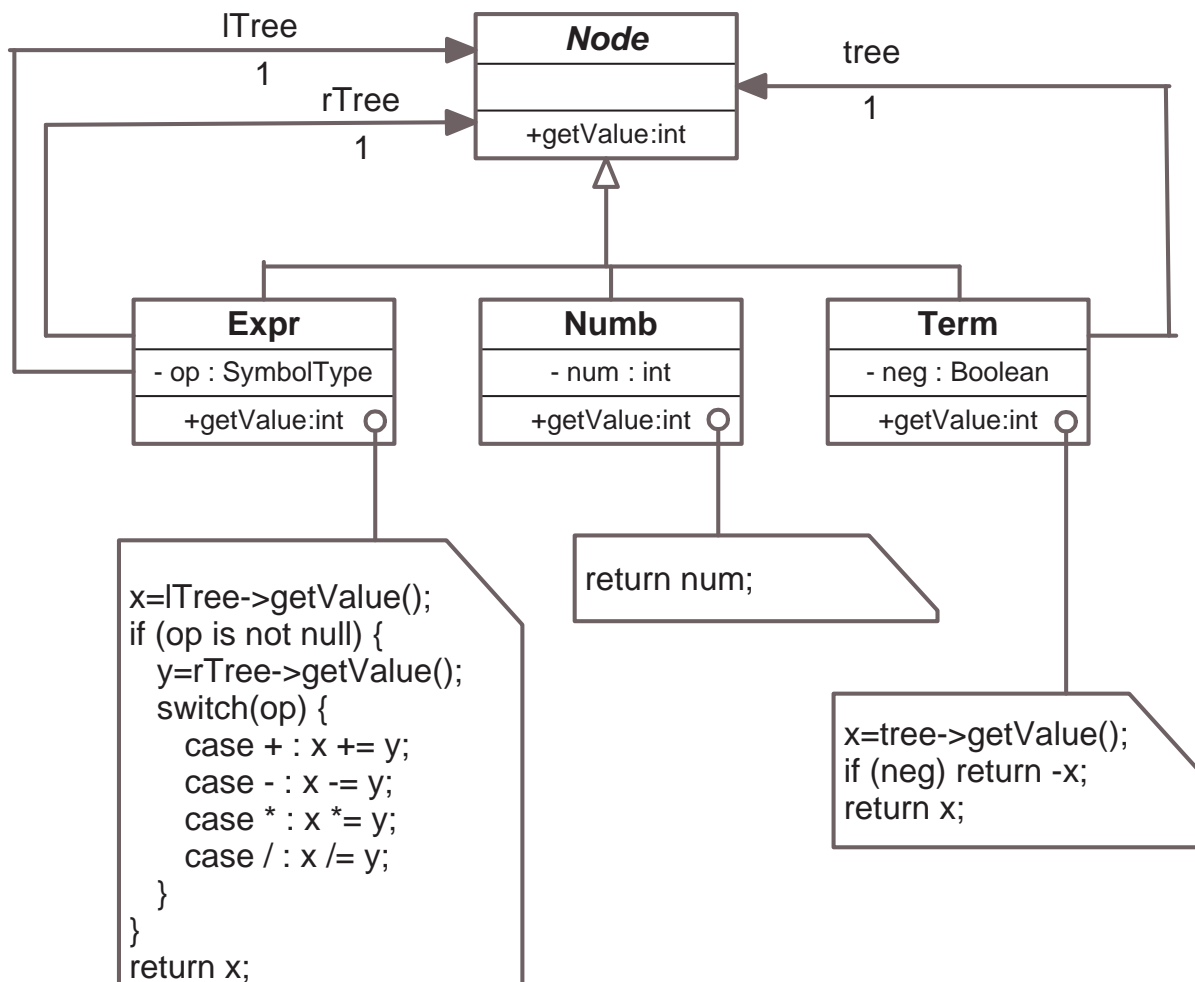 lTree
1
rTree
1
Node
+getValue:int
tree
1
Expr
- op : SymbolType
+getValue:int
Numb
- num : int
+getValue:int
Term
- neg : Boolean
+getValue:int
x=lTree->getValue();
if (op is not null) {
y=rTree->getValue();
switch(op) {
case + : x += y;
case - : x -= y;
case * : x *= y;
case / : x /= y;
}
}
return x;
return num;
x=tree->getValue();
if (neg) return -x;
return x;